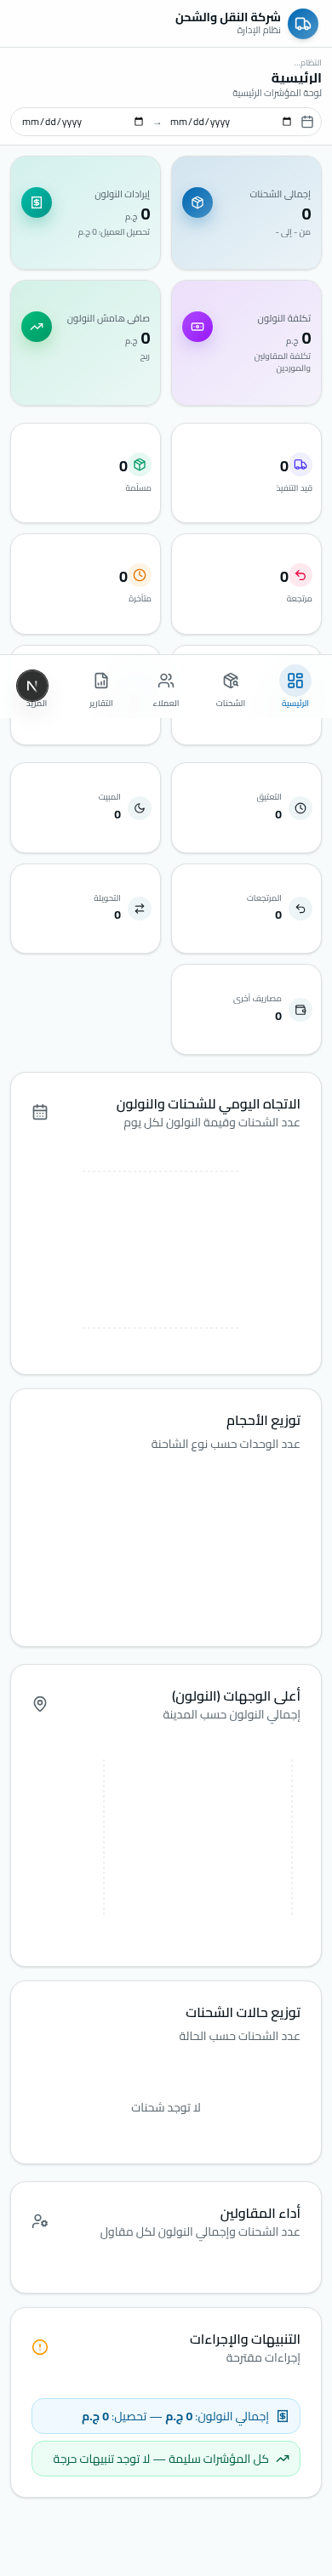 شركة النقل والشحن
نظام الإدارة
النظام...
الرئيسية
لوحة المؤشرات الرئيسية
mm/dd/yyyy → mm/dd/yyyy
إجمالي الشحنات
0
من - إلى -
إيرادات النولون
0 ج.م
تحصيل العميل: 0 ج.م
تكلفة النولون
0 ج.م
تكلفة المقاولين والموردين
صافي هامش النولون
0 ج.م
ربح
0
قيد التنفيذ
0
مسلّمة
0
مرتجعة
0
متأخرة
الرئيسية
الشحنات
العملاء
التقارير
المزيد
N
التعتيق
0
المبيت
0
المرتجعات
0
التحويلة
0
مصاريف أخرى
0
الاتجاه اليومي للشحنات والنولون
عدد الشحنات وقيمة النولون لكل يوم
توزيع الأحجام
عدد الوحدات حسب نوع الشاحنة
أعلى الوجهات (النولون)
إجمالي النولون حسب المدينة
توزيع حالات الشحنات
عدد الشحنات حسب الحالة
لا توجد شحنات
أداء المقاولين
عدد الشحنات وإجمالي النولون لكل مقاول
التنبيهات والإجراءات
إجراءات مقترحة
إجمالي النولون: 0 ج.م — تحصيل: 0 ج.م
كل المؤشرات سليمة — لا توجد تنبيهات حرجة